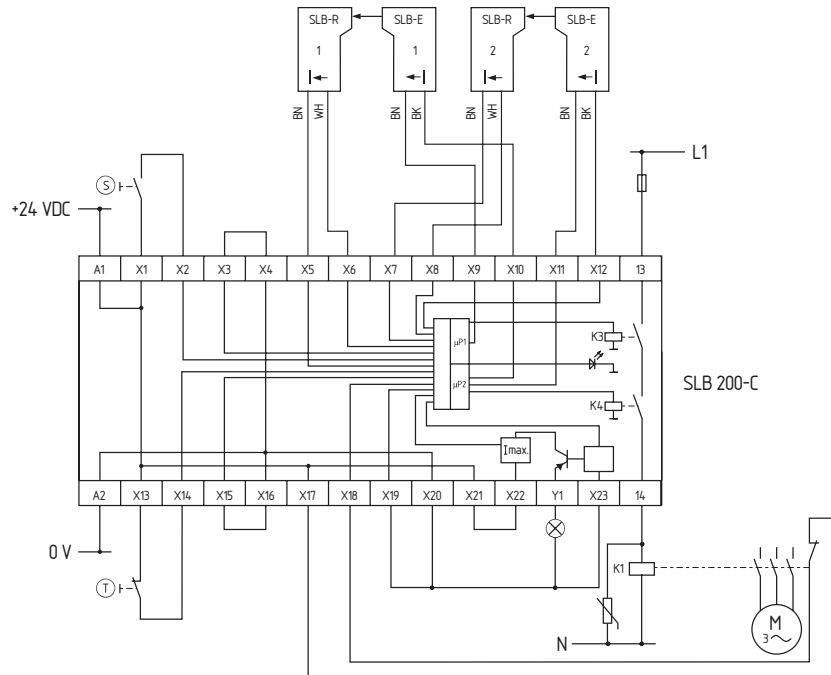 SLB-R SLB-E SLB-R SLB-E
1 1 2 2
BN WH BN BK BN WH BN BK
L1
S
+24 VDC
A1 X1 X2 X3 X4 X5 X6 X7 X8 X9 X10 X11 X12 13
µP1
K3
µP2
K4
SLB 200-C
Imax.
A2 X13 X14 X15 X16 X17 X18 X19 X20 X21 X22 Y1 X23 14
0 V
K1
T
M
3 ~
N